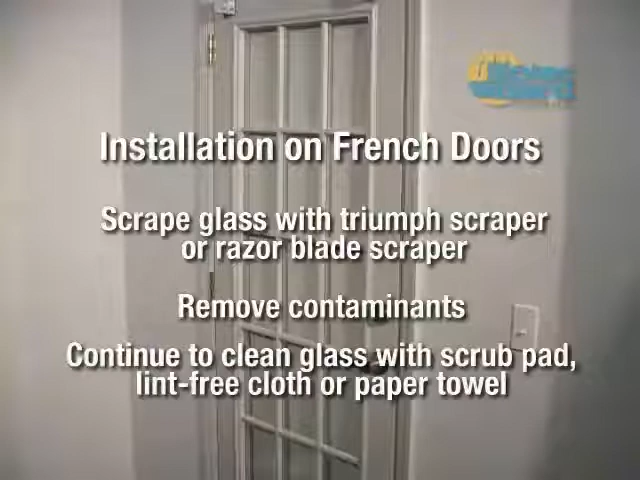 Installation on French Doors
Scrape glass with triumph scraper
or razor blade scraper
Remove contaminants
Continue to clean glass with scrub pad,
lint-free cloth or paper towel